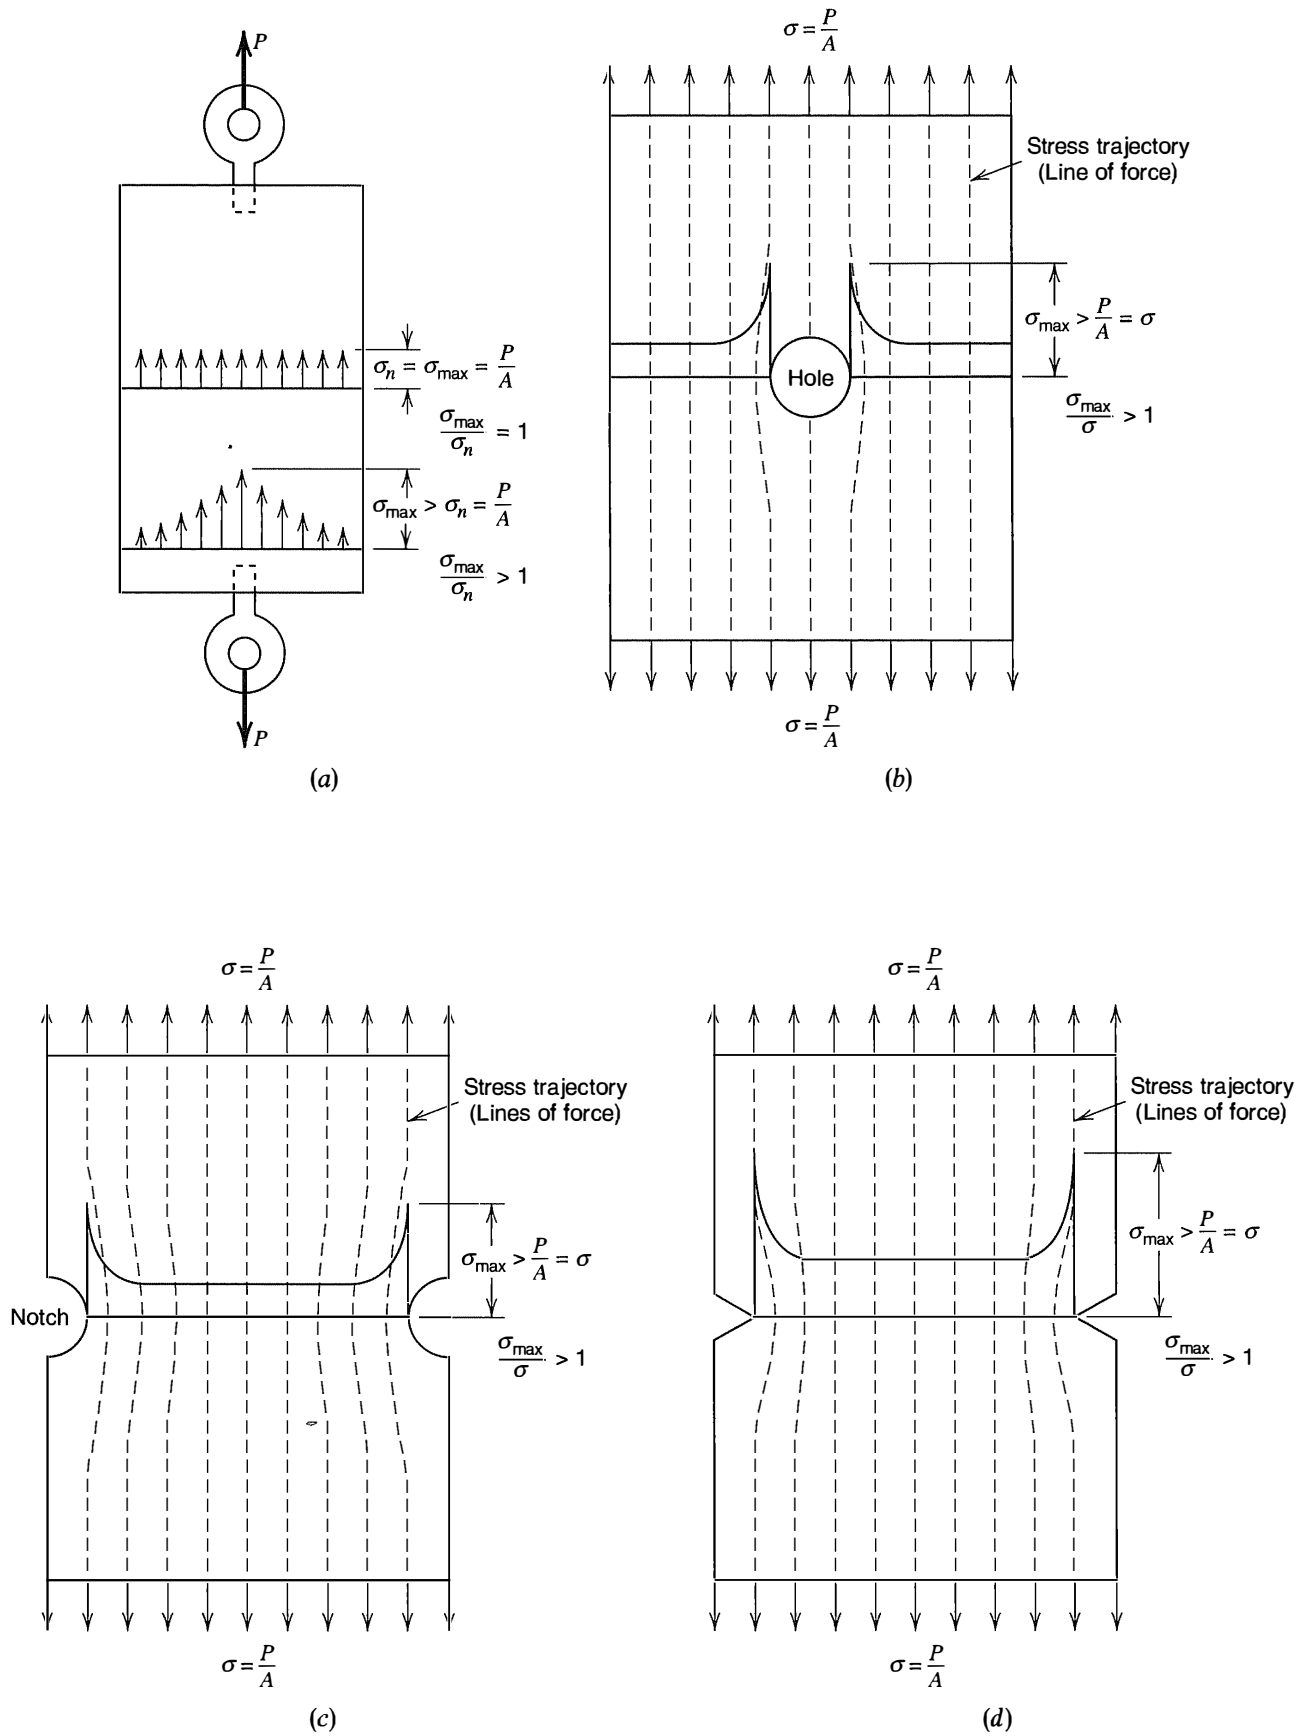 P
σn = σmax = P/A
σmax/σn = 1
σmax > σn = P/A
σmax/σn > 1
P
(a)
σ = P/A
Stress trajectory
(Line of force)
σmax > P/A = σ
Hole
σmax/σ > 1
σ = P/A
(b)
σ = P/A
Stress trajectory
(Lines of force)
σmax > P/A = σ
Notch
σmax/σ > 1
σ = P/A
(c)
σ = P/A
Stress trajectory
(Lines of force)
σmax > P/A = σ
σmax/σ > 1
σ = P/A
(d)